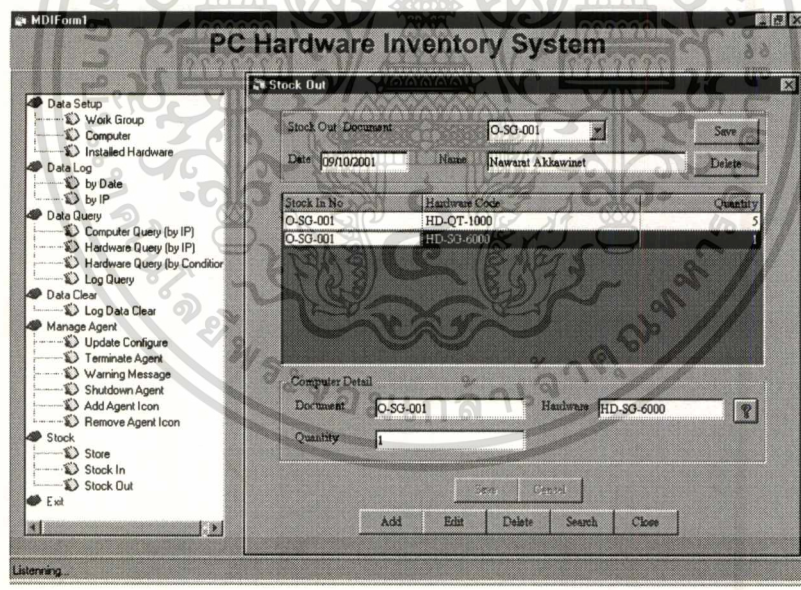 MDIForm1
PC Hardware Inventory System
Data Setup
Work Group
Computer
Installed Hardware
Data Log
by Date
by IP
Data Query
Computer Query (by IP)
Hardware Query (by IP)
Hardware Query (by Condition
Log Query
Data Clear
Log Data Clear
Manage Agent
Update Configure
Terminate Agent
Warning Message
Shutdown Agent
Add Agent Icon
Remove Agent Icon
Stock
Store
Stock In
Stock Out
Exit
Stock Out
Stock Out Document O-SG-001 Save
Date 09/10/2001 Name Nawarat Akkawinet Delete
Stock In No Hardware Code Quantity
O-SG-001 HD-QT-1000 5
O-SG-001 HD-SG-6000 1
Computer Detail
Document O-SG-001 Hardware HD-SG-6000 ?
Quantity 1
Save Cancel
Add Edit Delete Search Close
Listenning...